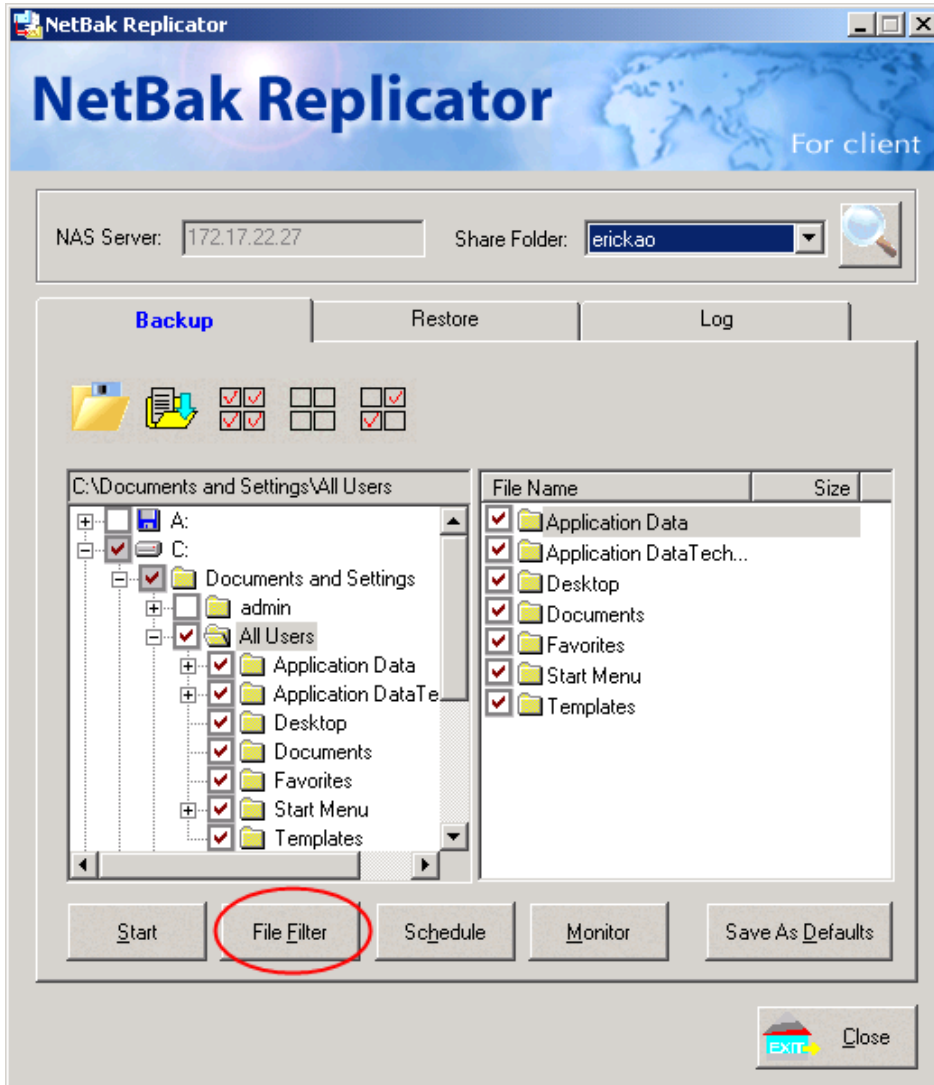 NetBak Replicator
NetBak Replicator
For client
NAS Server: 172.17.22.27 Share Folder: erickao
Backup Restore Log
C:\Documents and Settings\All Users
A:
C:
Documents and Settings
admin
All Users
Application Data
Application DataTe
Desktop
Documents
Favorites
Start Menu
Templates
File Name Size
Application Data
Application DataTech...
Desktop
Documents
Favorites
Start Menu
Templates
Start File Filter Schedule Monitor Save As Defaults
EXIT Close